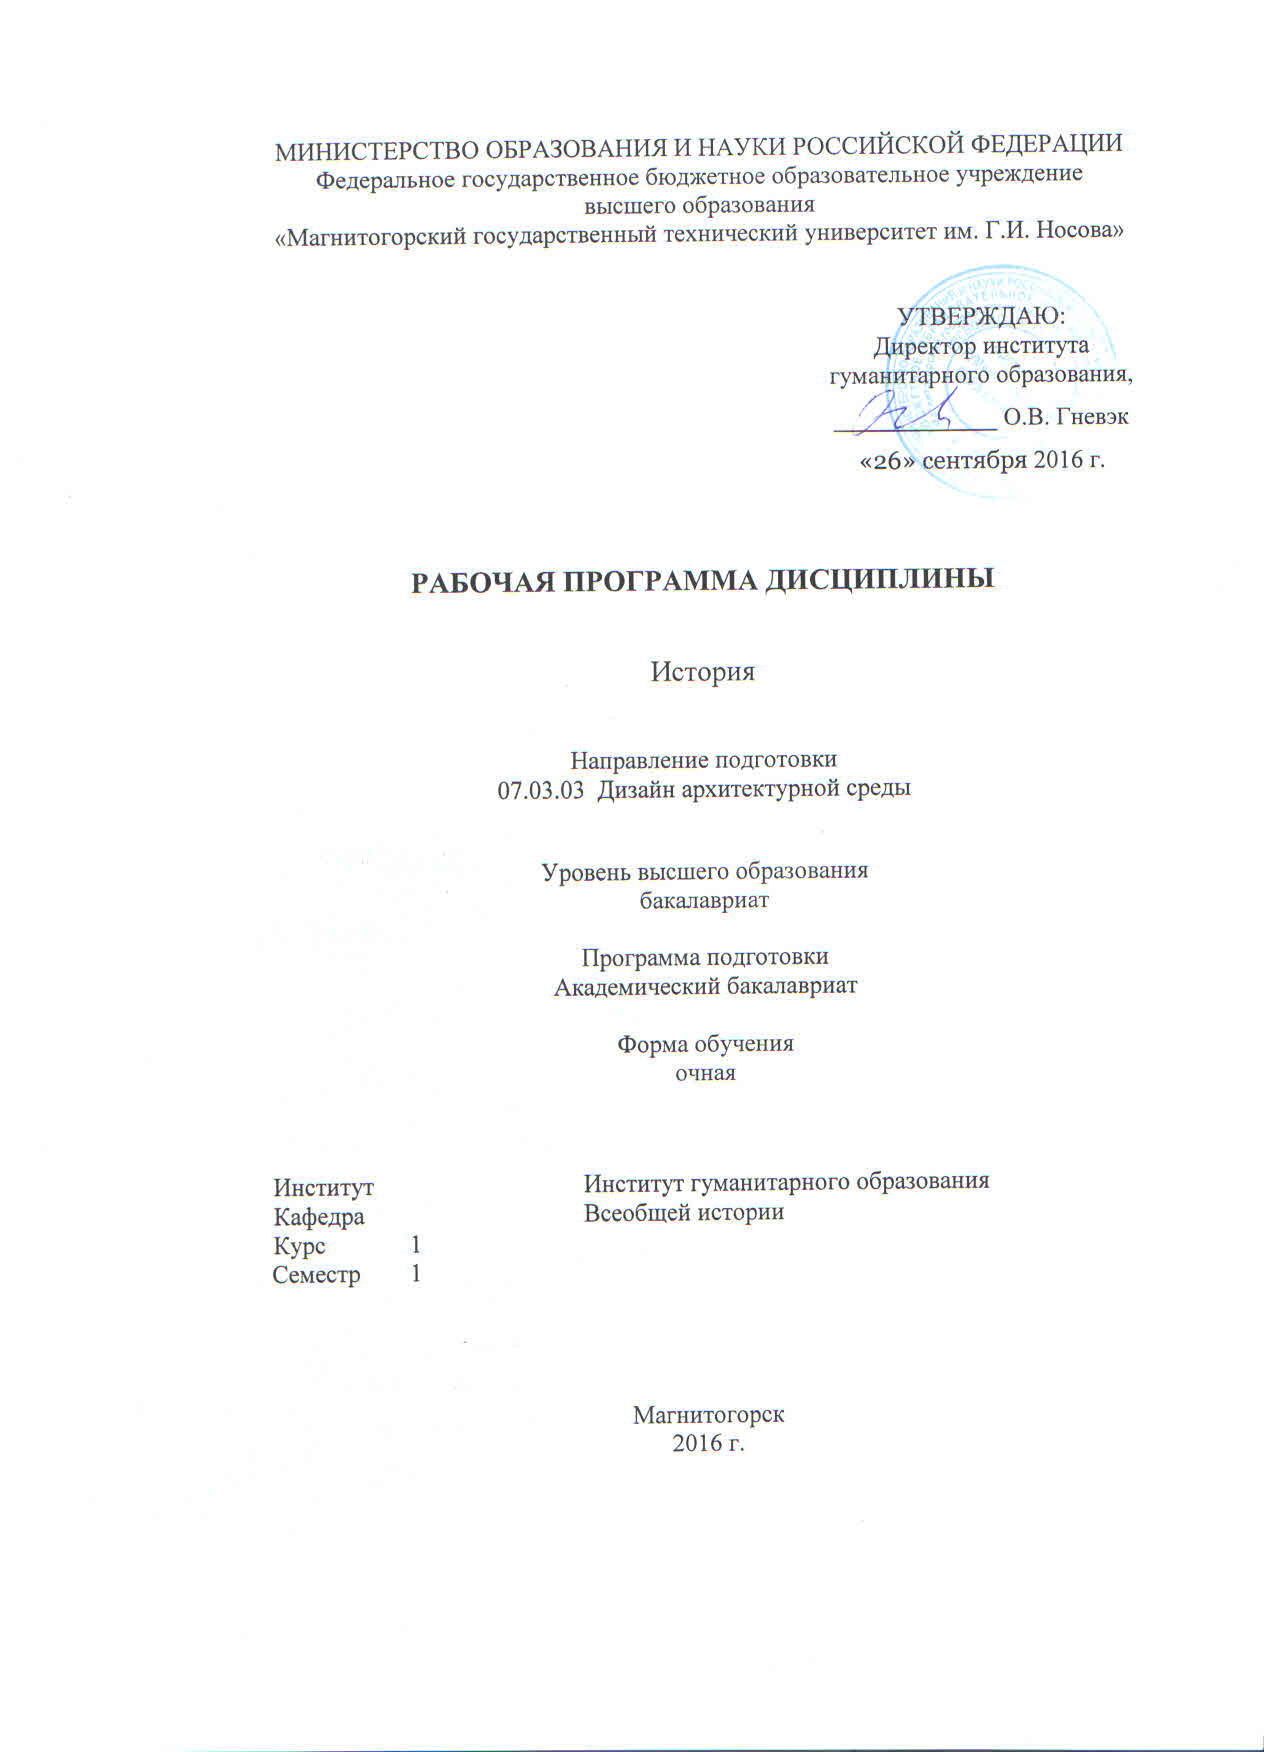 МИНИСТЕРСТВО ОБРАЗОВАНИЯ И НАУКИ РОССИЙСКОЙ ФЕДЕРАЦИИ
Федеральное государственное бюджетное образовательное учреждение
высшего образования
«Магнитогорский государственный технический университет им. Г.И. Носова»
УТВЕРЖДАЮ:
Директор института
гуманитарного образования,
О.В. Гневэк
«26» сентября 2016 г.
РАБОЧАЯ ПРОГРАММА ДИСЦИПЛИНЫ
История
Направление подготовки
07.03.03 Дизайн архитектурной среды
Уровень высшего образования
бакалавриат
Программа подготовки
Академический бакалавриат
Форма обучения
очная
Институт Институт гуманитарного образования
Кафедра Всеобщей истории
Курс 1
Семестр 1
Магнитогорск
2016 г.